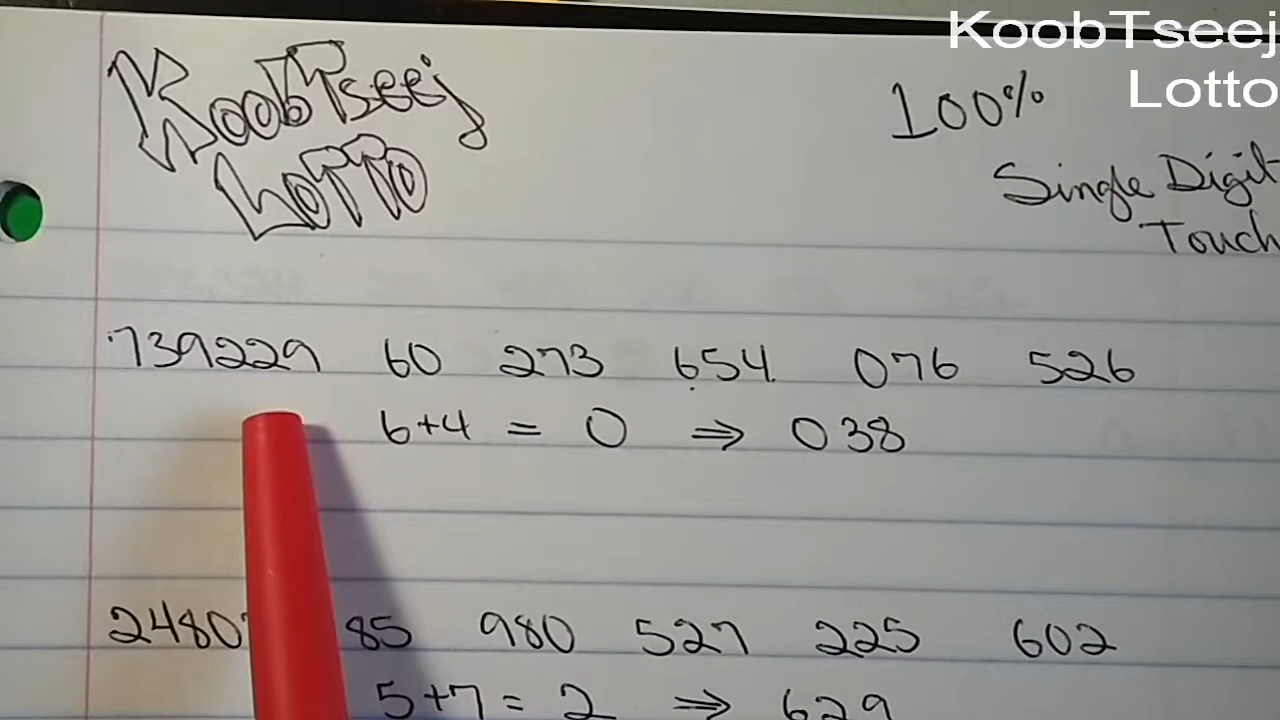 KoobTseej
Lotto
KoobTseej
LOTTO
100%
Single Digit
Touch
739229 60 273 654 076 526
6+4 = 0 ⇒ 038
2480 85 980 527 225 602
5+7 = 2 ⇒ 629